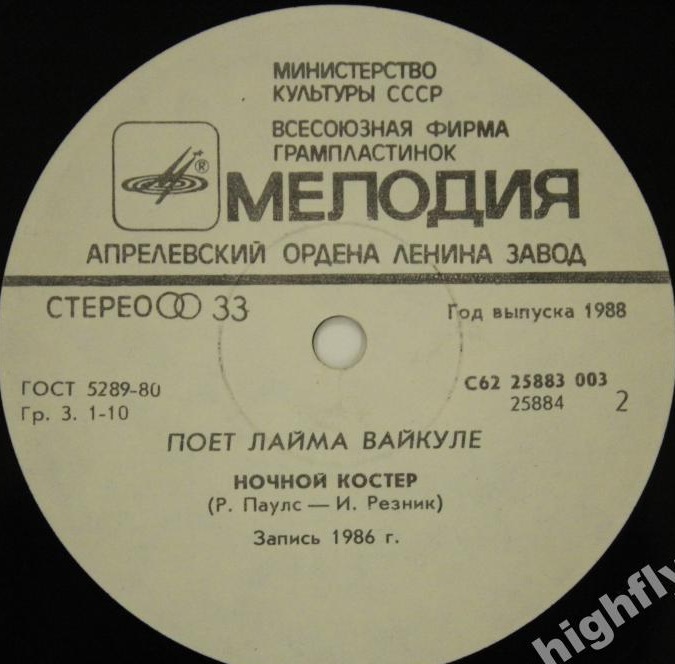 МИНИСТЕРСТВО
КУЛЬТУРЫ СССР
ВСЕСОЮЗНАЯ ФИРМА
ГРАМПЛАСТИНОК
® МЕЛОДИЯ
АПРЕЛЕВСКИЙ ОРДЕНА ЛЕНИНА ЗАВОД
СТЕРЕО 33
Год выпуска 1988
ГОСТ 5289-80
Гр. 3. 1-10
С62 25883 003
25884 2
ПОЕТ ЛАЙМА ВАЙКУЛЕ
НОЧНОЙ КОСТЕР
(Р. Паулс — И. Резник)
Запись 1986 г.
highfly